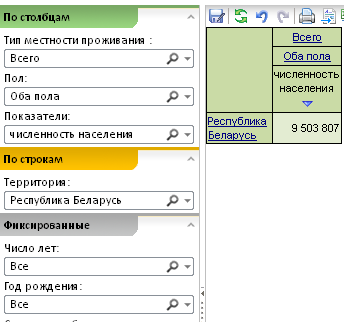 По столбцам
Тип местности проживания :
Всего
Пол:
Оба пола
Показатели:
численность населения
По строкам
Территория:
Республика Беларусь
Фиксированные
Число лет:
Все
Год рождения:
Все
Всего
Оба пола
численность
населения
Республика
Беларусь
9 503 807